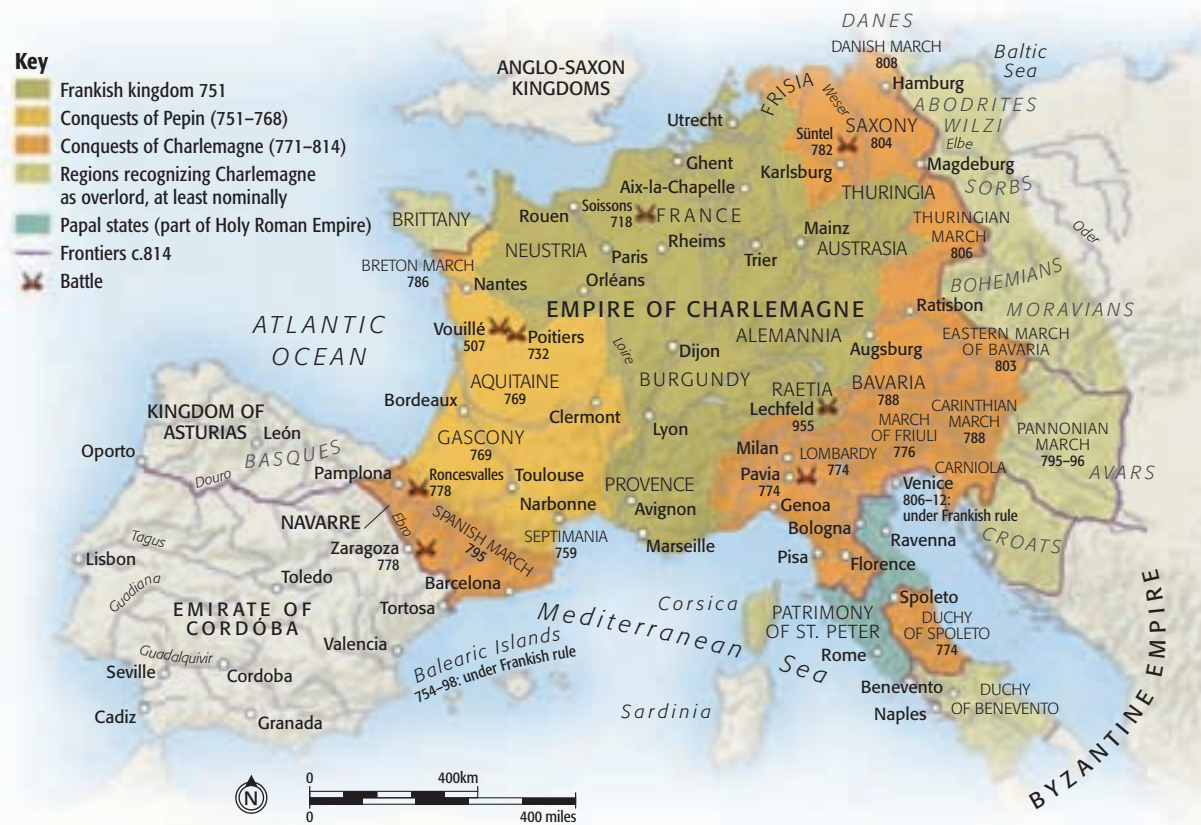 Key
Frankish kingdom 751
Conquests of Pepin (751–768)
Conquests of Charlemagne (771–814)
Regions recognizing Charlemagne
as overlord, at least nominally
Papal states (part of Holy Roman Empire)
Frontiers c.814
Battle
DANES
DANISH MARCH
808
Baltic
Sea
Hamburg
ANGLO-SAXON
KINGDOMS
FRISIA
Weser
ABODRITES
WILZI
Elbe
Utrecht
SAXONY
804
Süntel
782
Ghent
Karlsburg
Magdeburg
SORBS
Aix-la-Chapelle
THURINGIA
Soissons
718
FRANCE
Rouen
BRITTANY
THURINGIAN
MARCH
806
Oder
NEUSTRIA
Mainz
AUSTRASIA
Paris
Rheims
Trier
BRETON MARCH
786
Nantes
Orléans
BOHEMIANS
MORAVIANS
Ratisbon
EMPIRE OF CHARLEMAGNE
ATLANTIC
OCEAN
Vouillé
507
Poitiers
732
Loire
Dijon
ALEMANNIA
Augsburg
EASTERN MARCH
OF BAVARIA
803
AQUITAINE
769
BURGUNDY
RAETIA
BAVARIA
788
Bordeaux
Clermont
Lechfeld
955
CARINTHIAN
MARCH
788
KINGDOM OF
ASTURIAS
León
BASQUES
Lyon
MARCH
OF FRIULI
776
PANNONIAN
MARCH
795–96
AVARS
Oporto
Douro
GASCONY
769
Milan
LOMBARDY
774
Pamplona
Roncesvalles
778
Toulouse
Pavia
774
CARNIOLA
Venice
806–12:
under Frankish rule
Narbonne
PROVENCE
Avignon
Genoa
NAVARRE
Ebro
SPANISH MARCH
795
SEPTIMANIA
759
Marseille
Bologna
Ravenna
CROATS
Lisbon
Tagus
Zaragoza
778
Pisa
Florence
Guadiana
Toledo
Barcelona
Spoleto
EMIRATE OF
CORDÓBA
Tortosa
Corsica
PATRIMONY
OF ST. PETER
DUCHY
OF SPOLETO
774
Mediterranean
Sea
Valencia
Balearic Islands
754–98: under Frankish rule
Rome
Guadalquivir
Seville
Cordoba
Benevento
DUCHY
OF BENEVENTO
Naples
Sardinia
Cadiz
Granada
BYZANTINE EMPIRE
N
0
400km
0
400 miles